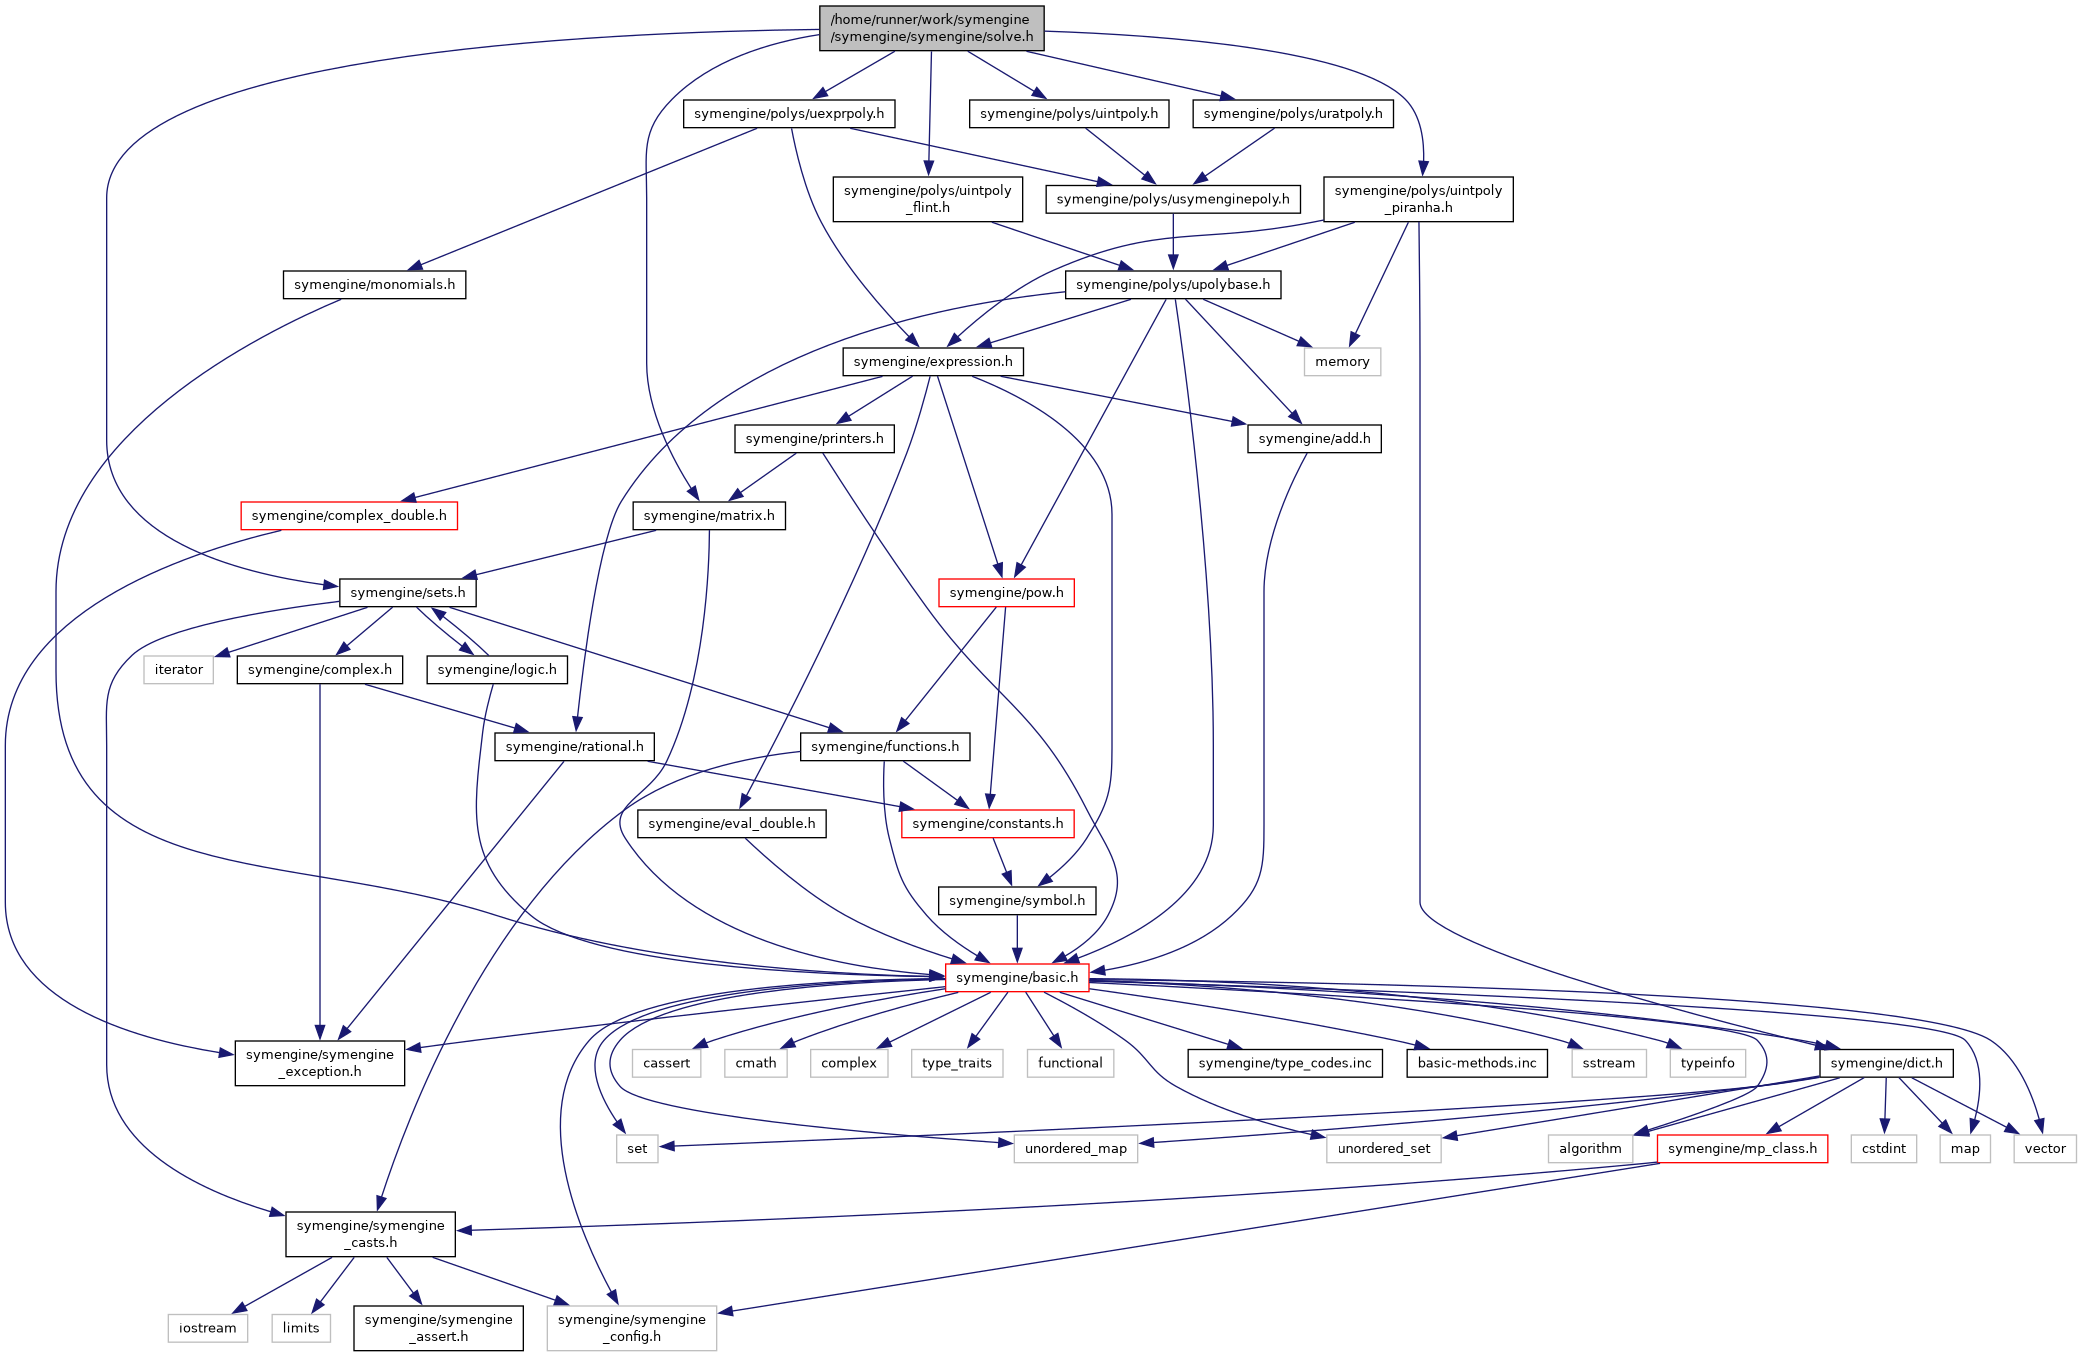 /home/runner/work/symengine
/symengine/symengine/solve.h
symengine/polys/uexprpoly.h
symengine/polys/uintpoly.h
symengine/polys/uratpoly.h
symengine/polys/uintpoly
_flint.h
symengine/polys/usymenginepoly.h
symengine/polys/uintpoly
_piranha.h
symengine/monomials.h
symengine/polys/upolybase.h
symengine/expression.h
memory
symengine/printers.h
symengine/add.h
symengine/complex_double.h
symengine/matrix.h
symengine/sets.h
symengine/pow.h
iterator
symengine/complex.h
symengine/logic.h
symengine/rational.h
symengine/functions.h
symengine/eval_double.h
symengine/constants.h
symengine/symbol.h
symengine/basic.h
symengine/symengine
_exception.h
cassert
cmath
complex
type_traits
functional
symengine/type_codes.inc
basic-methods.inc
sstream
typeinfo
symengine/dict.h
set
unordered_map
unordered_set
algorithm
symengine/mp_class.h
cstdint
map
vector
symengine/symengine
_casts.h
iostream
limits
symengine/symengine
_assert.h
symengine/symengine
_config.h